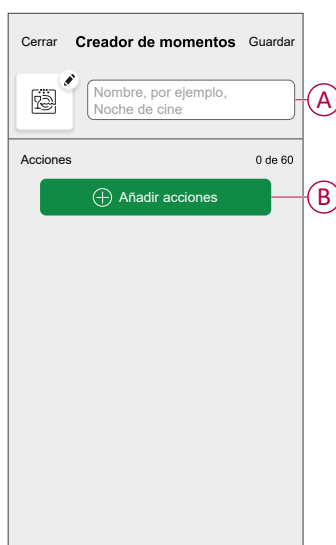 Cerrar Creador de momentos Guardar
Nombre, por ejemplo,
Noche de cine
A
Acciones 0 de 60
Añadir acciones
B